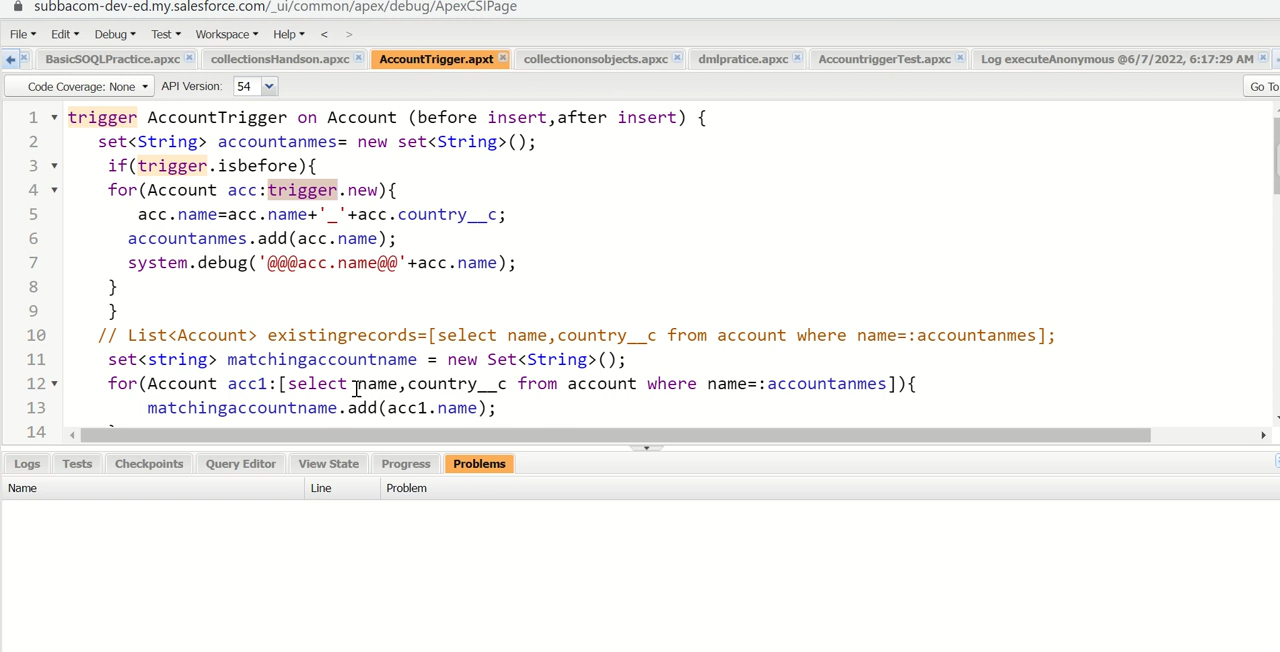 subbacom-dev-ed.my.salesforce.com/_ui/common/apex/debug/ApexCSIPage
File Edit Debug Test Workspace Help < >
BasicSOQLPractice.apxc collectionsHandson.apxc AccountTrigger.apxt collectiononsobjects.apxc dmlpratice.apxc AccountriggerTest.apxc Log executeAnonymous @6/7/2022, 6:17:29 AM
Code Coverage: None API Version: 54 Go To
1 trigger AccountTrigger on Account (before insert,after insert) {
2 set<String> accountanmes= new set<String>();
3 if(trigger.isbefore){
4 for(Account acc:trigger.new){
5 acc.name=acc.name+'_'+acc.country__c;
6 accountanmes.add(acc.name);
7 system.debug('@@@acc.name@@'+acc.name);
8 }
9 }
10 // List<Account> existingrecords=[select name,country__c from account where name=:accountanmes];
11 set<string> matchingaccountname = new Set<String>();
12 for(Account acc1:[select name,country__c from account where name=:accountanmes]){
13 matchingaccountname.add(acc1.name);
14
Logs Tests Checkpoints Query Editor View State Progress Problems
Name Line Problem